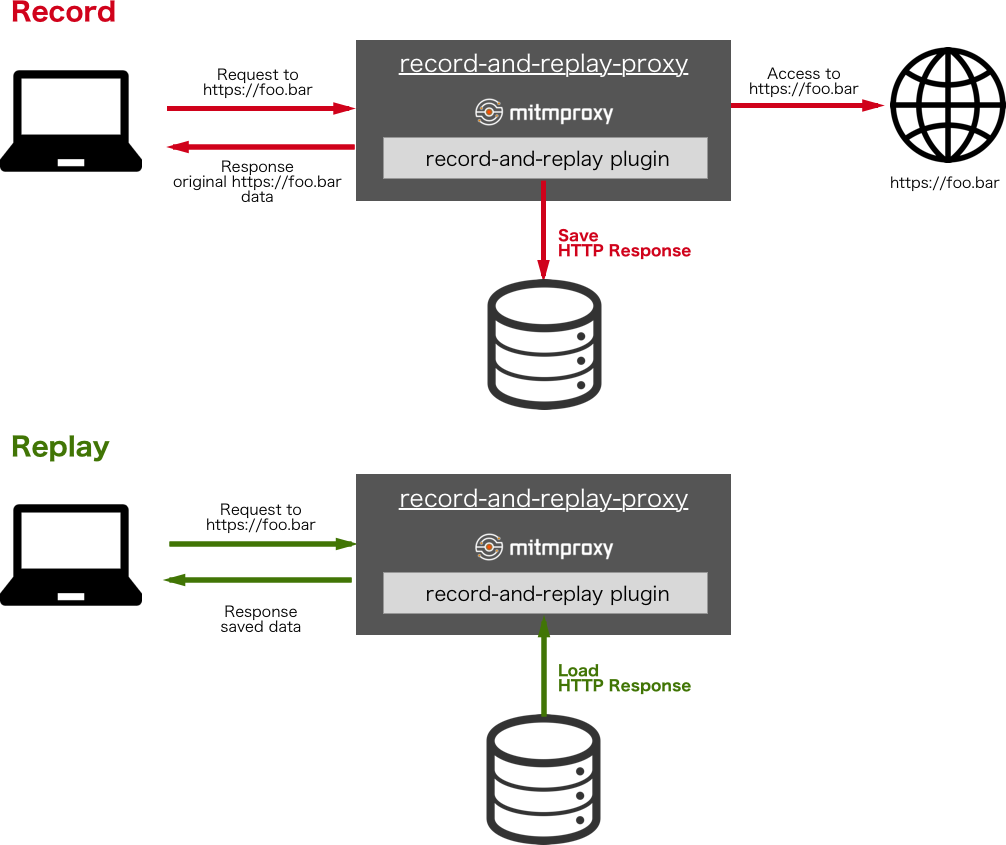 Record
Request to
https://foo.bar
record-and-replay-proxy
Access to
https://foo.bar
mitmproxy
record-and-replay plugin
Response
original https://foo.bar
data
https://foo.bar
Save
HTTP Response
Replay
Request to
https://foo.bar
record-and-replay-proxy
mitmproxy
record-and-replay plugin
Response
saved data
Load
HTTP Response